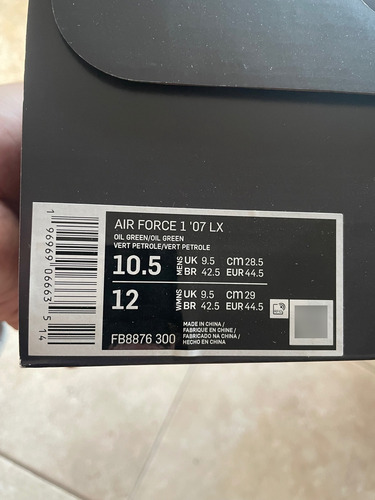 AIR FORCE 1 '07 LX
OIL GREEN/OIL GREEN
VERT PETROLE/VERT PETROLE
10.5 MENS UK 9.5 cm 28.5
BR 42.5 EUR 44.5
12 WMNS UK 9.5 cm 29
BR 42.5 EUR 44.5
MADE IN CHINA /
FABRIQUE EN CHINE /
FABRICADO NA CHINA /
HECHO EN CHINA
FB8876 300
1 96969 06663 514